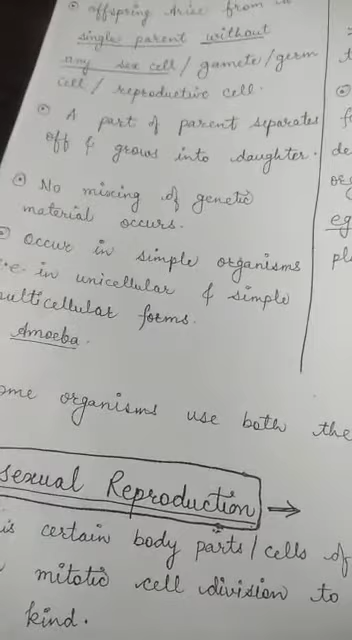 offspring Arise from
single parent without
any sex cell / gamete / germ
cell / reproductive cell.
A part of parent separates
off & grows into daughter.
No mixing of genetic
material occurs.
Occur in simple organisms
i.e. in unicellular & simple
multicellular forms.
Amoeba.
eg
ome organisms use both the
sexual Reproduction →
is certain body parts / cells of
mitotic cell division to
kind.